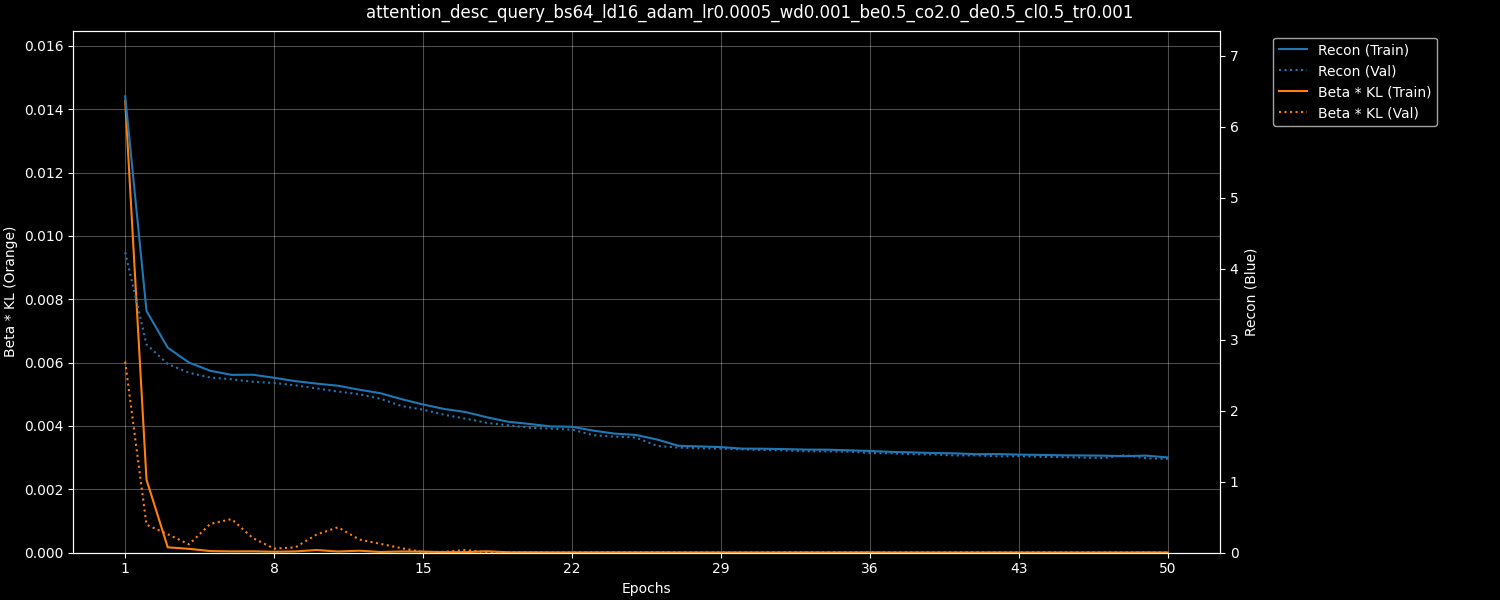 attention_desc_query_bs64_ld16_adam_lr0.0005_wd0.001_be0.5_co2.0_de0.5_cl0.5_tr0.001
Beta * KL (Orange)
0.016
0.014
0.012
0.010
0.008
0.006
0.004
0.002
0.000
1 8 15 22 29 36 43 50
Epochs
7
6
5
4
3
2
1
0
Recon (Blue)
Recon (Train)
Recon (Val)
Beta * KL (Train)
Beta * KL (Val)